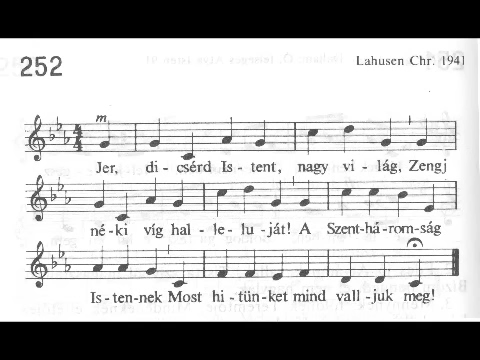 252
Lahusen Chr. 1941
m
Jer, di - csérd Is - tent, nagy vi - lág, Zengj
né - ki víg hal - le - lu - ját! A Szent-há-rom-ság
Is - ten-nek Most hi - tün-ket mind vall - juk meg!